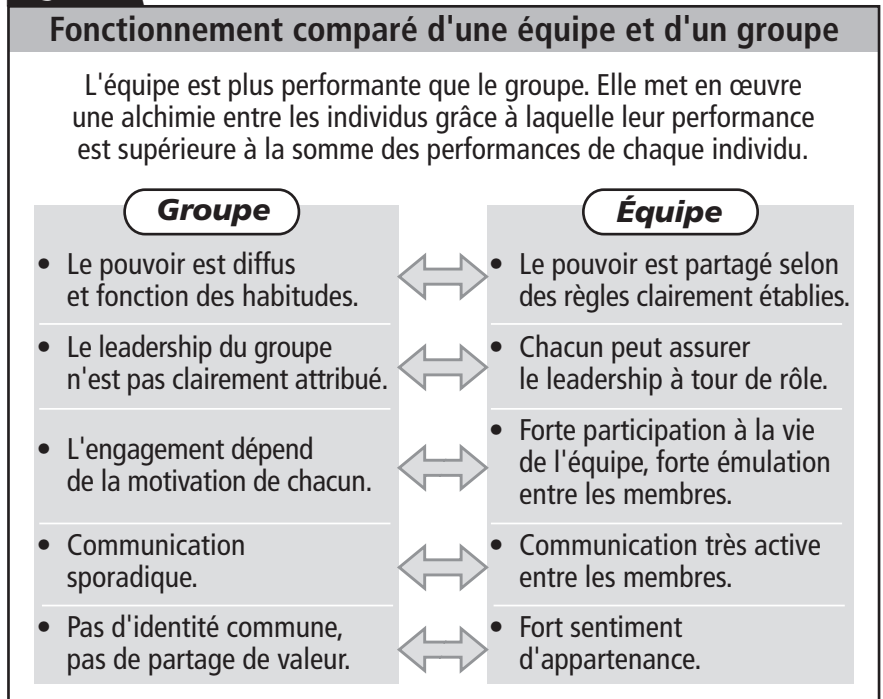 Fonctionnement comparé d'une équipe et d'un groupe
L'équipe est plus performante que le groupe. Elle met en œuvre
une alchimie entre les individus grâce à laquelle leur performance
est supérieure à la somme des performances de chaque individu.
Groupe
• Le pouvoir est diffus
et fonction des habitudes.
• Le leadership du groupe
n'est pas clairement attribué.
• L'engagement dépend
de la motivation de chacun.
• Communication
sporadique.
• Pas d'identité commune,
pas de partage de valeur.
Équipe
• Le pouvoir est partagé selon
des règles clairement établies.
• Chacun peut assurer
le leadership à tour de rôle.
• Forte participation à la vie
de l'équipe, forte émulation
entre les membres.
• Communication très active
entre les membres.
• Fort sentiment
d'appartenance.